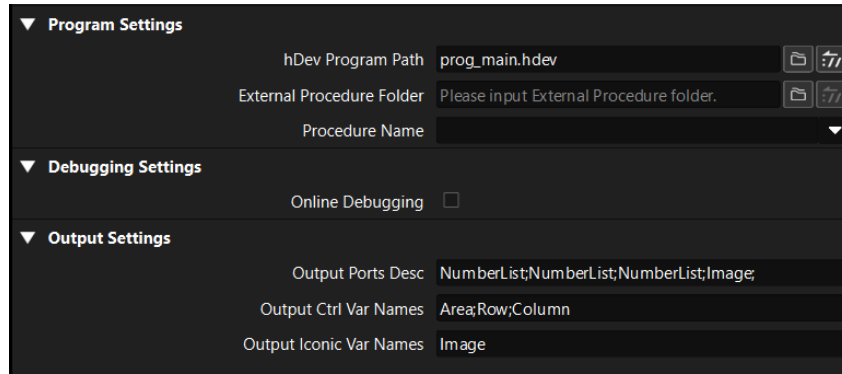 Program Settings
hDev Program Path prog_main.hdev
External Procedure Folder Please input External Procedure folder.
Procedure Name
Debugging Settings
Online Debugging
Output Settings
Output Ports Desc NumberList;NumberList;NumberList;Image;
Output Ctrl Var Names Area;Row;Column
Output Iconic Var Names Image